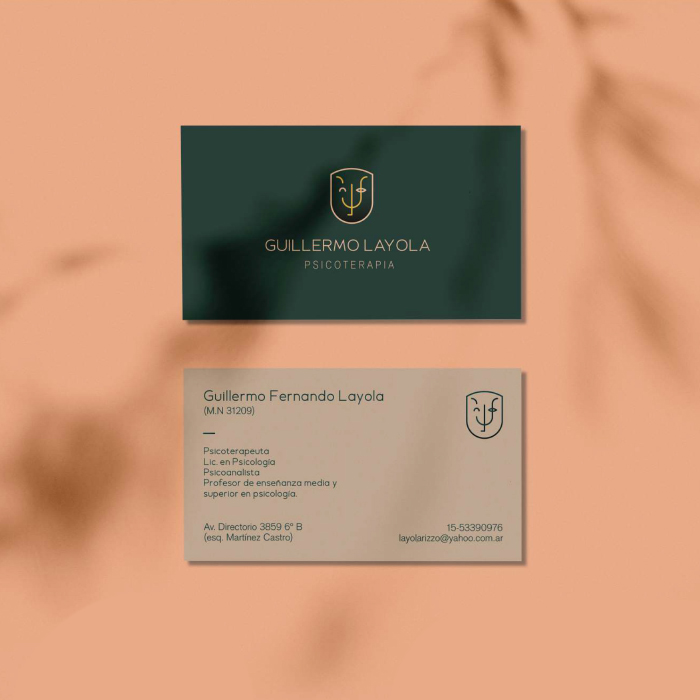 GUILLERMO LAYOLA
PSICOTERAPIA
Guillermo Fernando Layola
(M.N 31209)
Psicoterapeuta
Lic. en Psicología
Psicoanalista
Profesor de enseñanza media y
superior en psicología.
Av. Directorio 3859 6° B
(esq. Martínez Castro)
15-53390976
layolarizzo@yahoo.com.ar